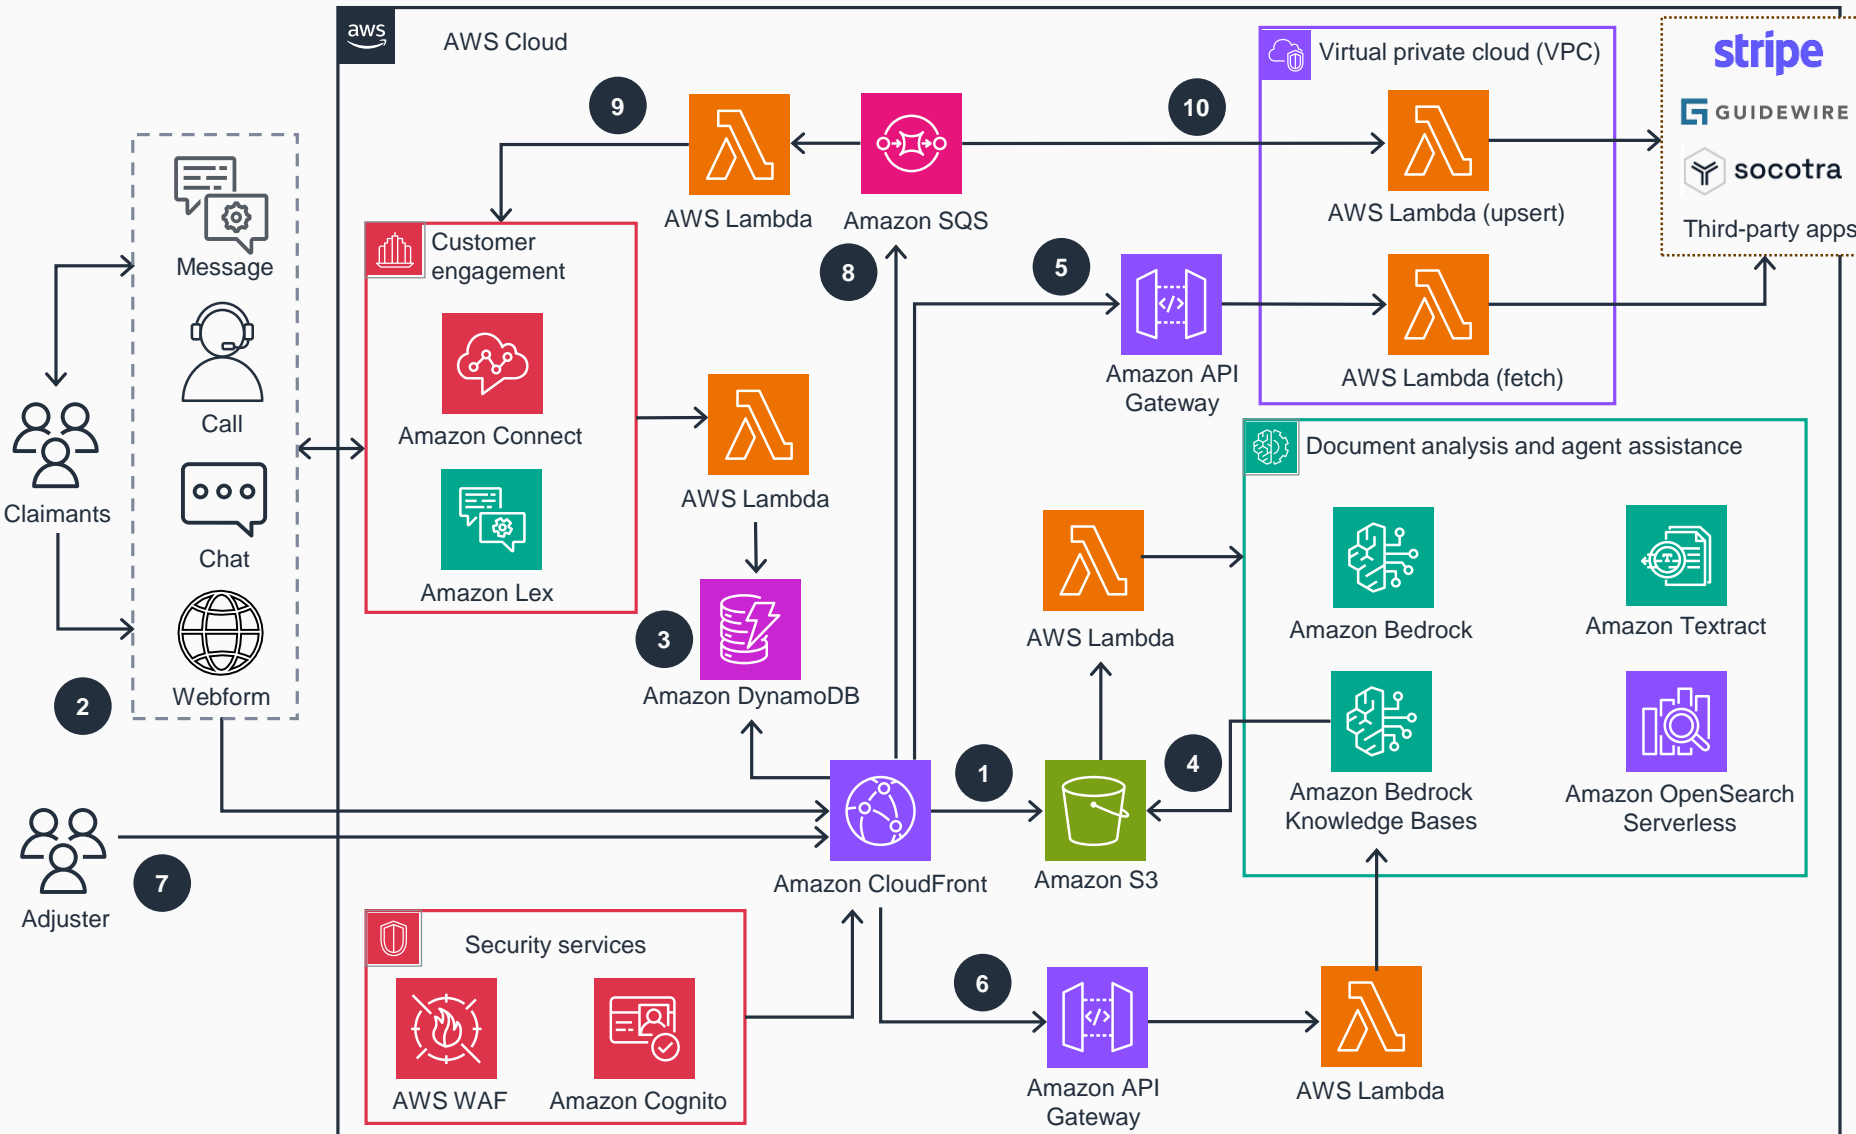 aws
AWS Cloud
Virtual private cloud (VPC)
stripe
GUIDEWIRE
socotra
Third-party apps
9
10
AWS Lambda
Amazon SQS
AWS Lambda (upsert)
8
5
Amazon API
Gateway
AWS Lambda (fetch)
Message
Call
Chat
Webform
Claimants
2
Customer
engagement
Amazon Connect
Amazon Lex
AWS Lambda
3
Amazon DynamoDB
Document analysis and agent assistance
AWS Lambda
Amazon Bedrock
Amazon Textract
Amazon Bedrock
Knowledge Bases
Amazon OpenSearch
Serverless
1
4
Amazon CloudFront
Amazon S3
7
Adjuster
Security services
AWS WAF
Amazon Cognito
6
Amazon API
Gateway
AWS Lambda